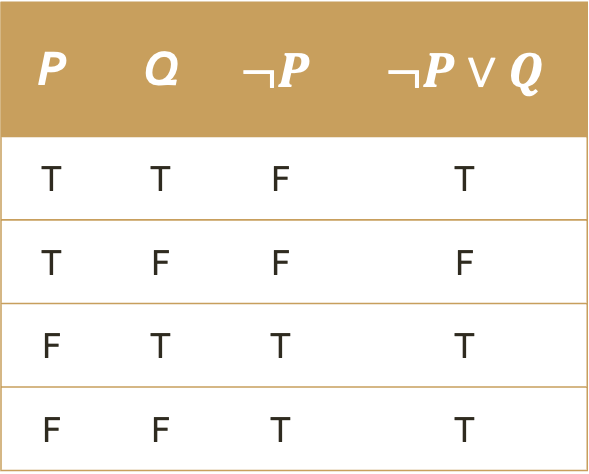 P Q ¬P ¬P ∨ Q
T T F T
T F F F
F T T T
F F T T